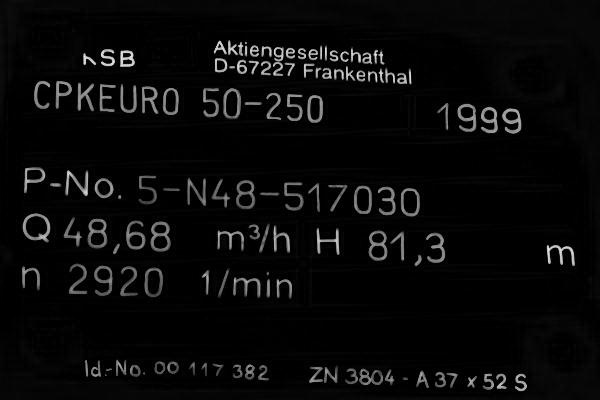 KSB Aktiengesellschaft
D-67227 Frankenthal
CPKEURO 50-250 1999
P-No. 5-N48-517030
Q 48,68 m³/h H 81,3 m
n 2920 1/min
Id.-No. 00 117 382 ZN 3804 - A 37 x 52 S